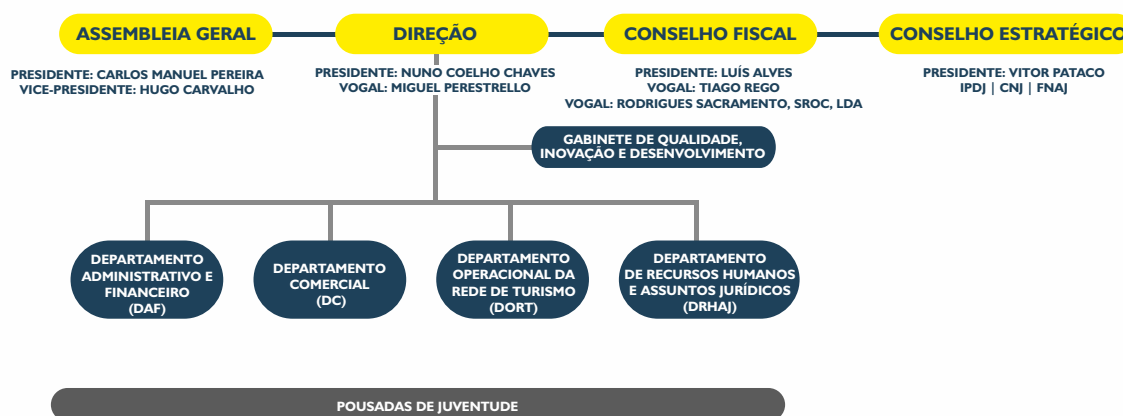 ASSEMBLEIA GERAL
PRESIDENTE: CARLOS MANUEL PEREIRA
VICE-PRESIDENTE: HUGO CARVALHO
DIREÇÃO
PRESIDENTE: NUNO COELHO CHAVES
VOGAL: MIGUEL PERESTRELLO
CONSELHO FISCAL
PRESIDENTE: LUÍS ALVES
VOGAL: TIAGO REGO
VOGAL: RODRIGUES SACRAMENTO, SROC, LDA
CONSELHO ESTRATÉGICO
PRESIDENTE: VITOR PATACO
IPDJ | CNJ | FNAJ
GABINETE DE QUALIDADE,
INOVAÇÃO E DESENVOLVIMENTO
DEPARTAMENTO
ADMINISTRATIVO E
FINANCEIRO
(DAF)
DEPARTAMENTO
COMERCIAL
(DC)
DEPARTAMENTO
OPERACIONAL DA
REDE DE TURISMO
(DORT)
DEPARTAMENTO
DE RECURSOS HUMANOS
E ASSUNTOS JURÍDICOS
(DRHAJ)
POUSADAS DE JUVENTUDE